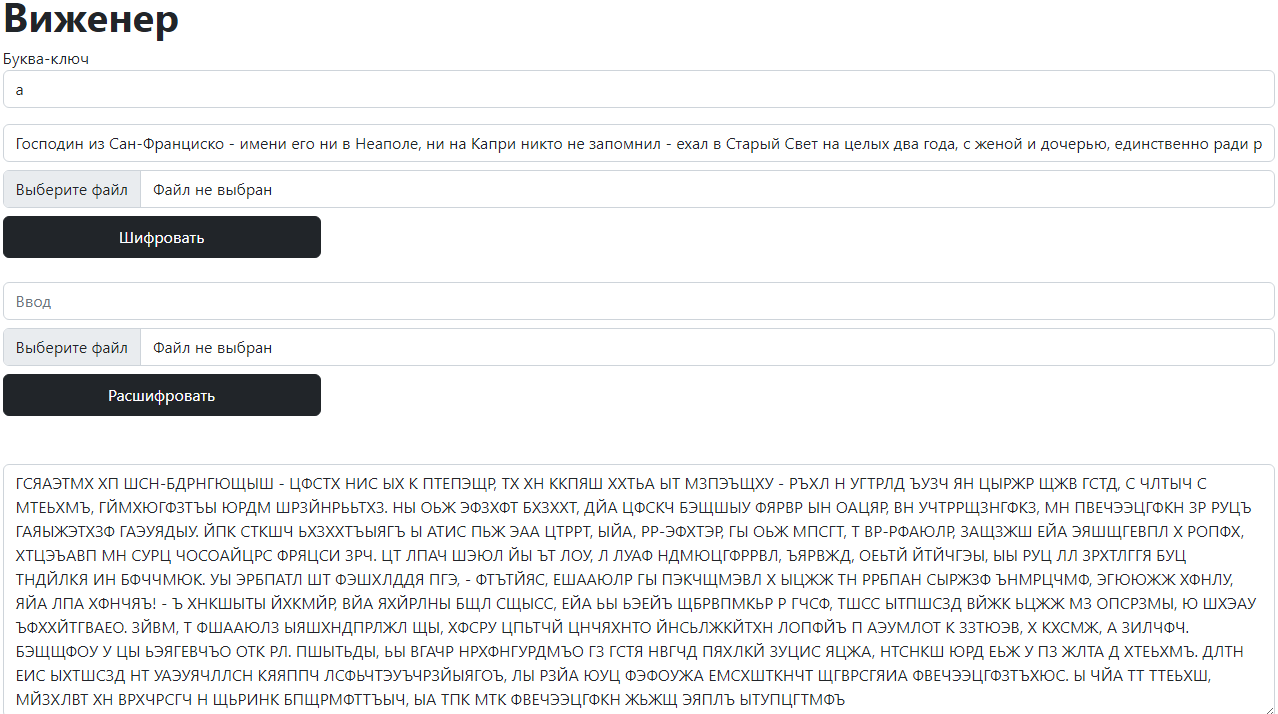 Виженер
Буква-ключ
а
Господин из Сан-Франциско - имени его ни в Неаполе, ни на Капри никто не запомнил - ехал в Старый Свет на целых два года, с женой и дочерью, единственно ради р
Выберите файл Файл не выбран
Шифровать
Ввод
Выберите файл Файл не выбран
Расшифровать
ГСЯАЭТМХ ХП ШСН-БДРНГЮЩЫШ - ЦФСТХ НИС ЫХ К ПТЕПЭЩР, ТХ ХН ККПЯШ ХХТЬА ЫТ МЗПЭЪЩХУ - РЪХЛ Н УГТРЛД ЪУЗЧ ЯН ЦЫРЖР ЩЖВ ГСТД, С ЧЛТЫЧ С
МТЕЬХМЪ, ГЙМХЮГФЗТЪЫ ЮРДМ ШРЗЙНРЬЬТХЗ. НЫ ОЬЖ ЭФЗХФТ БХЗХХТ, ДЙА ЦФСКЧ БЭЩШЫУ ФЯРВР ЫН ОАЦЯР, ВН УЧТРРЩЗНГФКЗ, МН ПВЕЧЭЭЦГФКН ЗР РУЦЪ
ГАЯЫЖЭТХЗФ ГАЭУЯДЫУ. ЙПК СТКШЧ ЬХЗХХТЪЫЯГЪ Ы АТИС ПЬЖ ЭАА ЦТРРТ, ЫЙА, РР-ЭФХТЭР, ГЫ ОЬЖ МПСГТ, Т ВР-РФАЮЛР, ЗАЩЗЖШ ЕЙА ЭЯШЩГЕВПЛ Х РОПФХ,
ХТЦЭЪАВП МН СУРЦ ЧОСОАЙЦРС ФРЯЦСИ ЗРЧ. ЦТ ЛПАЧ ШЭЮЛ ЙЫ ЪТ ЛОУ, Л ЛУАФ НДМЮЦГФРРВЛ, ЪЯРВЖД, ОЕЬТЙ ЙТЙЧГЭЫ, ЫЫ РУЦ ЛЛ ЗРХТЛГГЯ БУЦ
ТНДЙЛКЯ ИН БФЧЧМЮК. УЫ ЭРБПАТЛ ШТ ФЭШХЛДДЯ ПГЭ, - ФТЪТЙЯС, ЕШААЮЛР ГЫ ПЭКЧЩМЭВЛ Х ЫЦЖЖ ТН РРБПАН СЫРЖЗФ ЪНМРЦЧМФ, ЭГЮЮЖЖ ХФНЛУ,
ЯЙА ЛПА ХФНЧЯЪ! - Ъ ХНКШЫТЫ ЙХКМЙР, ВЙА ЯХЙРЛНЫ БЩЛ СЩЫСС, ЕЙА ЬЫ ЬЭЕЙЪ ЩБРВПМКЬР Р ГЧСФ, ТШСС ЫТПШСЗД ВЙЖК ЬЦЖЖ МЗ ОПСРЗМЫ, Ю ШХЭАУ
ЪФХХЙТГВАЕО. ЗЙВМ, Т ФШААЮЛЗ ЫЯШХНДПРЛЖЛ ЩЫ, ХФСРУ ЦПЬТЧЙ ЦНЧЯХНТО ЙНСЬЛЖКЙТХН ЛОПФЙЪ П АЭУМЛОТ К ЗЗТЮЭВ, Х КХСМЖ, А ЗИЛЧФЧ.
БЭЩЩФОУ У ЦЫ ЬЭЯГЕВЧЪО ОТК РЛ. ПШЫТЬДЫ, ЬЫ ВГАЧР НРХФНГУРДМЪО ГЗ ГСТЯ НВГЧД ПЯХЛКЙ ЗУЦИС ЯЦЖА, НТСНКШ ЮРД ЕЬЖ У ПЗ ЖЛТА Д ХТЕЬХМЪ. ДЛТН
ЕИС ЫХТШСЗД НТ УАЭУЯЧЛЛСН КЯЯППЧ ЛСФЬЧТЭУЪЧРЗЙЫЯГОЪ, ЛЫ РЗЙА ЮУЦ ФЭФОУЖА ЕМСХШТКНЧТ ЩГВРСГЯИА ФВЕЧЭЭЦГФЗТЪХЮС. Ы ЧЙА ТТ ТТЕЬХШ,
МЙЗХЛВТ ХН ВРХЧРСГЧ Н ЩЬРИНК БПЩРМФТТЪЫЧ, ЫА ТПК МТК ФВЕЧЭЭЦГФКН ЖЬЖЩ ЭЯПЛЪ ЫТУПЦГТМФЪ